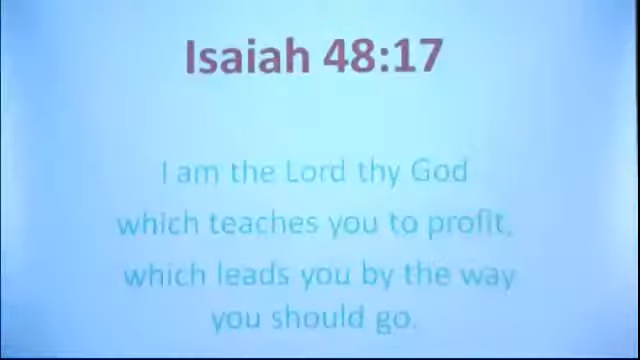 Isaiah 48:17
I am the Lord thy God
which teaches you to profit,
which leads you by the way
you should go.